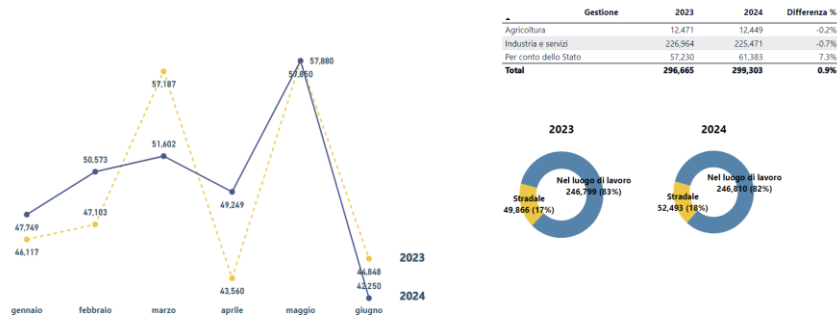 57,187
57,880
57,850
51,602
50,573
49,249
47,749
47,103
46,117
43,560
44,848
42,250
2023
2024
gennaio febbraio marzo aprile maggio giugno
Gestione 2023 2024 Differenza %
Agricoltura 12,471 12,449 -0.2%
Industria e servizi 226,964 225,471 -0.7%
Per conto dello Stato 57,230 61,383 7.3%
Total 296,665 299,303 0.9%
2023
Nel luogo di lavoro
246,799 (83%)
Stradale
49,866 (17%)
2024
Nel luogo di lavoro
246,810 (82%)
Stradale
52,493 (18%)